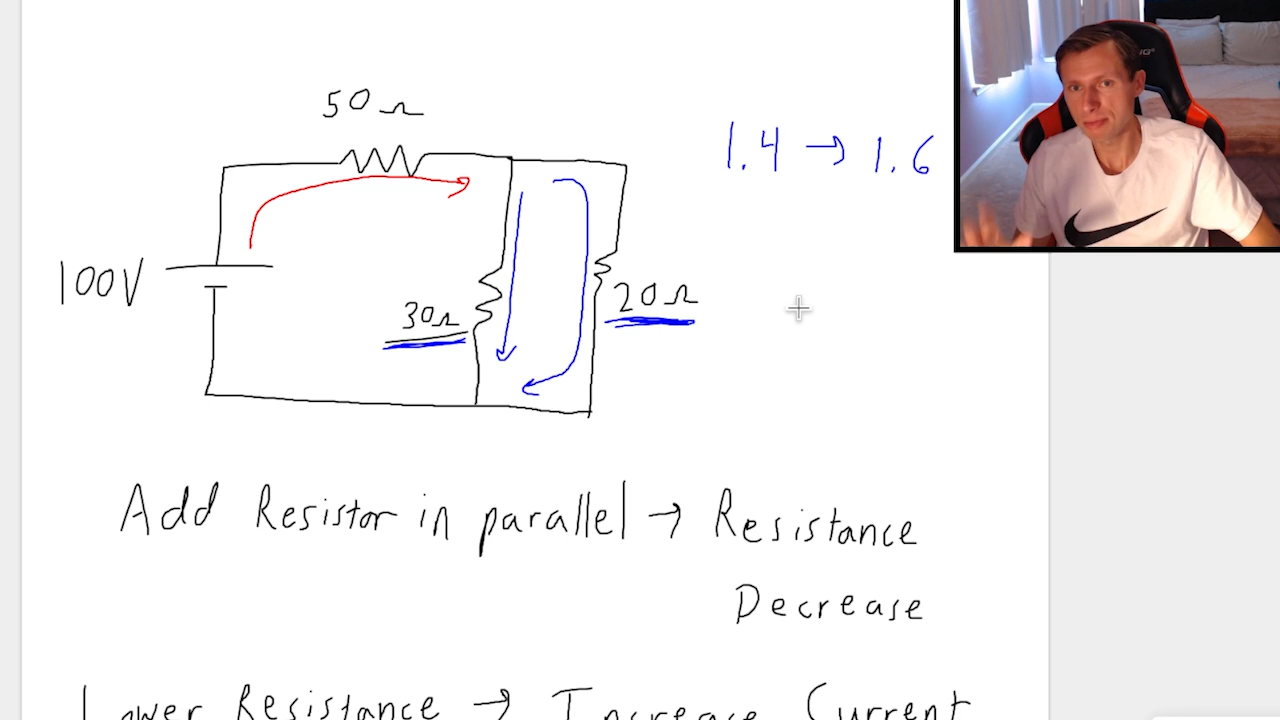 50Ω
1.4 → 1.6
100V
30Ω
20Ω
Add Resistor in parallel → Resistance
Decrease
Lower Resistance → Increase Current